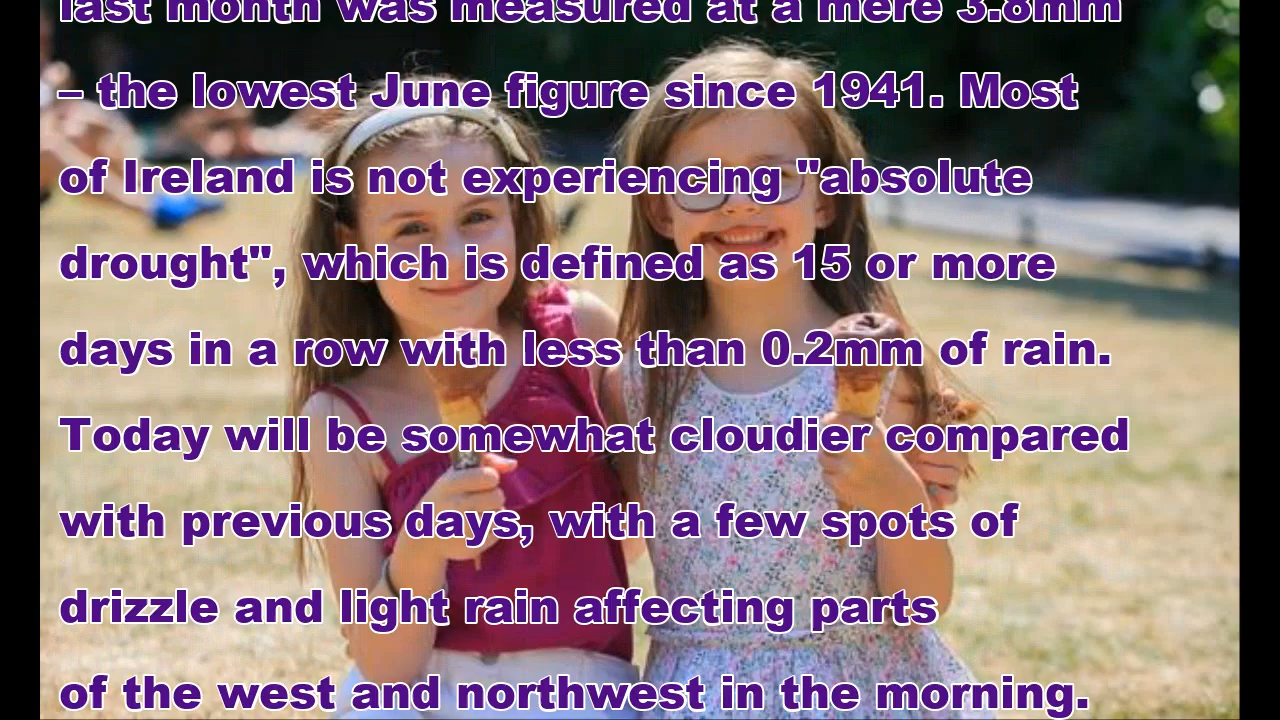 last month was measured at a mere 3.8mm
– the lowest June figure since 1941. Most
of Ireland is not experiencing "absolute
drought", which is defined as 15 or more
days in a row with less than 0.2mm of rain.
Today will be somewhat cloudier compared
with previous days, with a few spots of
drizzle and light rain affecting parts
of the west and northwest in the morning.